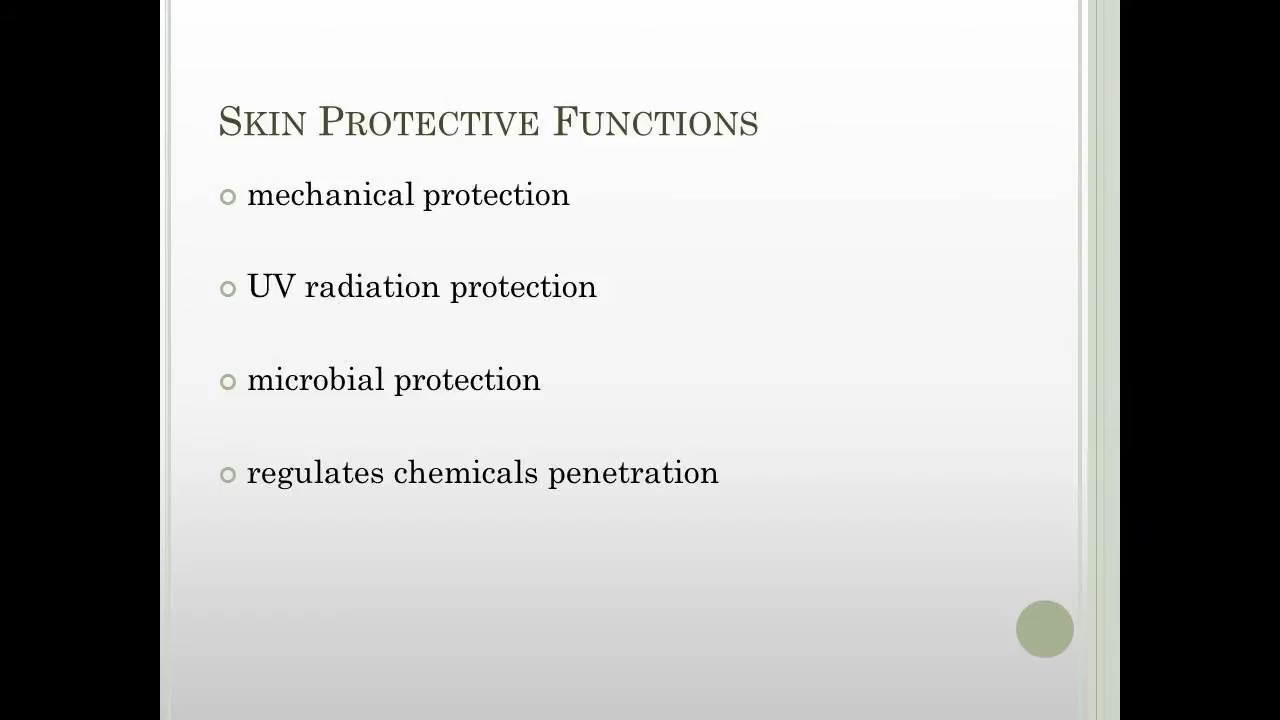 Skin Protective Functions
mechanical protection
UV radiation protection
microbial protection
regulates chemicals penetration